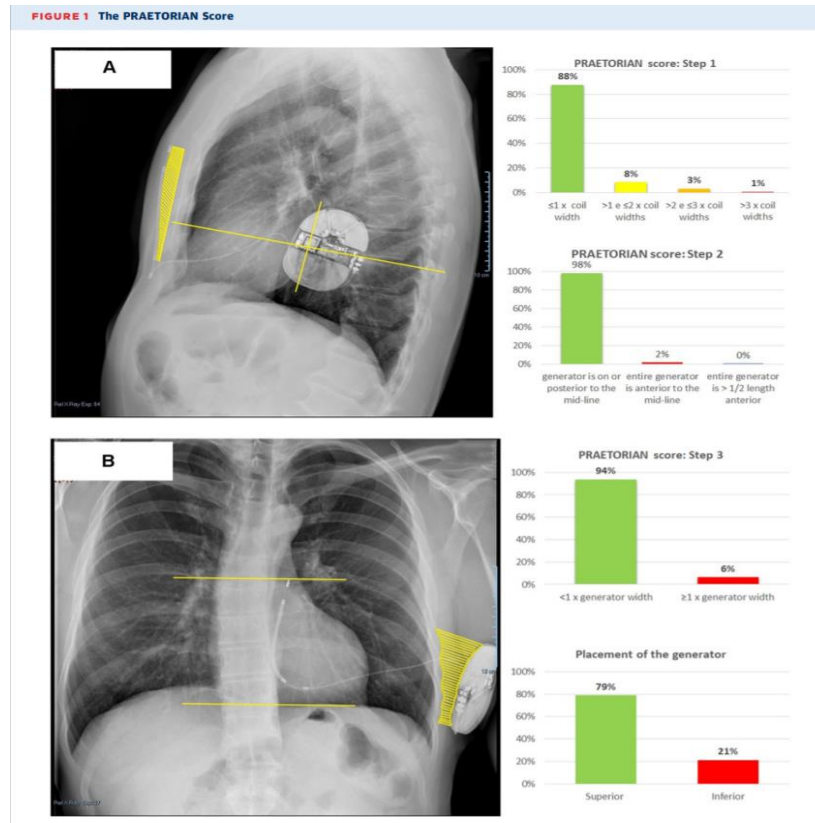 FIGURE 1 The PRAETORIAN Score
A
10 cm
PRAETORIAN score: Step 1
100%
80%
60%
40%
20%
0%
88%
8%
3%
1%
≤1 x coil width
>1 e ≤2 x coil widths
>2 e ≤3 x coil widths
>3 x coil widths
PRAETORIAN score: Step 2
100%
80%
60%
40%
20%
0%
98%
2%
0%
generator is on or posterior to the mid-line
entire generator is anterior to the mid-line
entire generator is > 1/2 length anterior
B
10 cm
PRAETORIAN score: Step 3
100%
80%
60%
40%
20%
0%
94%
6%
<1 x generator width
≥1 x generator width
Placement of the generator
100%
80%
60%
40%
20%
0%
79%
21%
Superior
Inferior